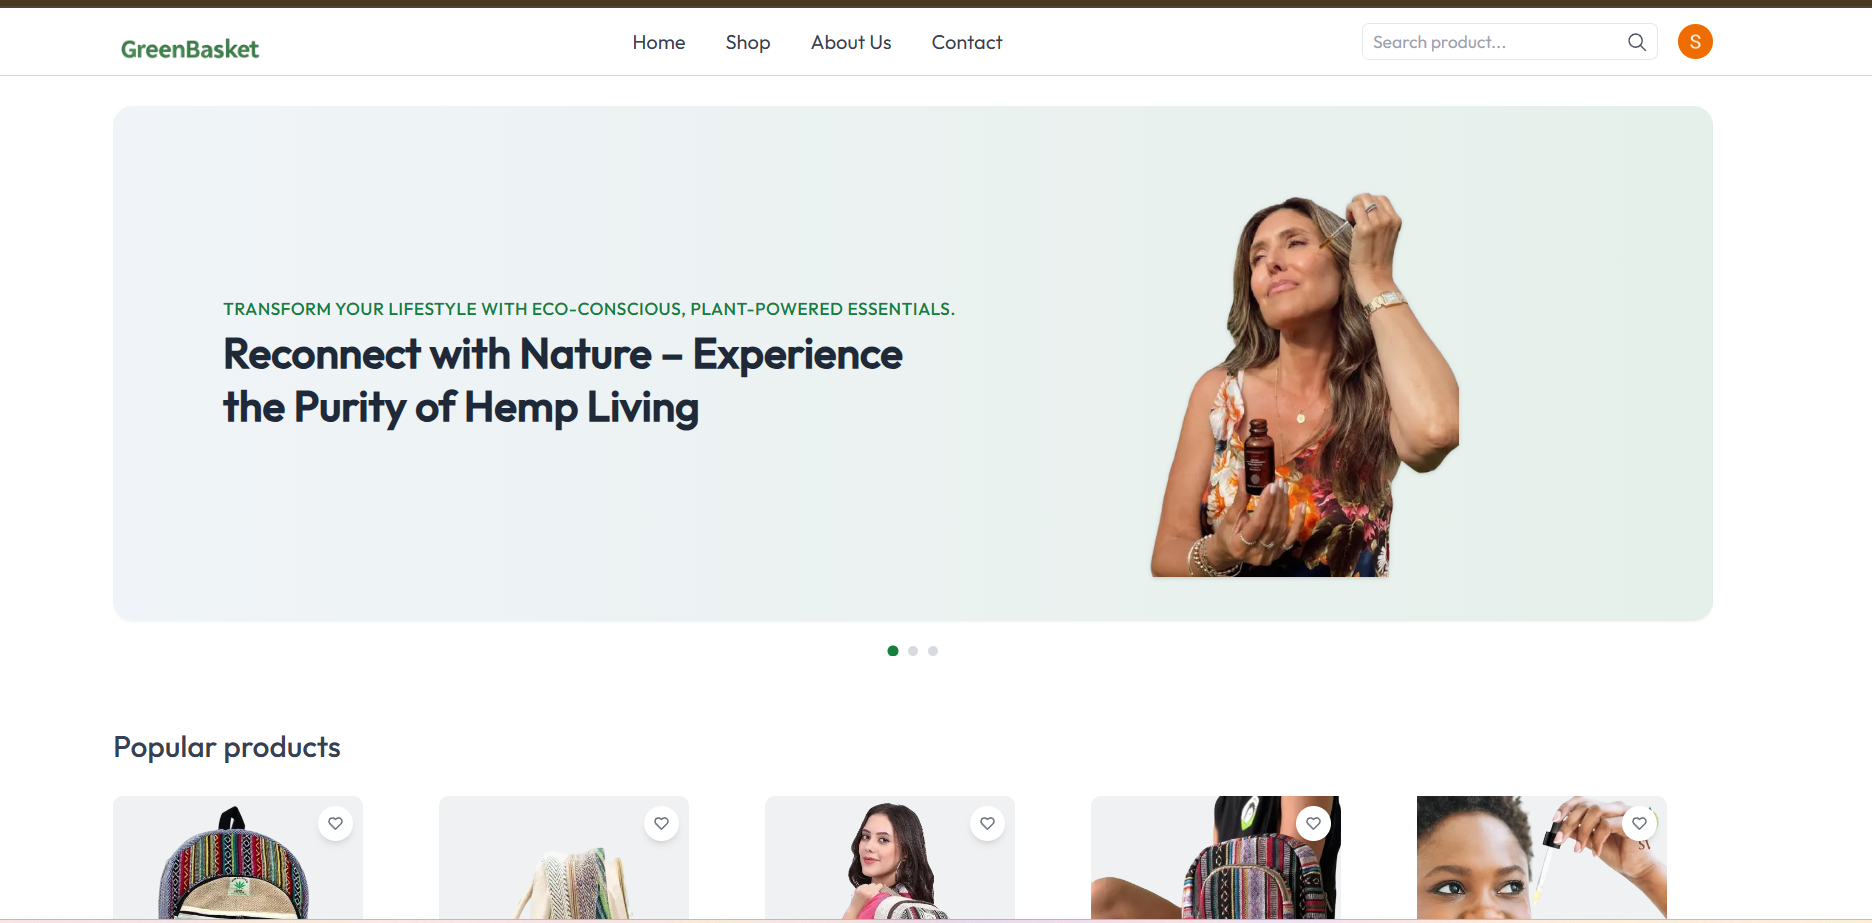 GreenBasket
Home
Shop
About Us
Contact
Search product...
S
TRANSFORM YOUR LIFESTYLE WITH ECO-CONSCIOUS, PLANT-POWERED ESSENTIALS.
Reconnect with Nature – Experience
the Purity of Hemp Living
Popular products